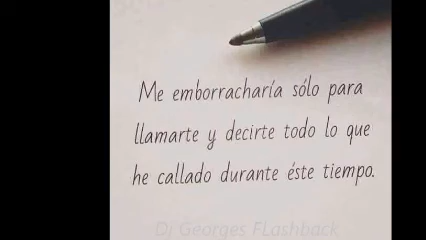 Me emborracharía sólo para
llamarte y decirte todo lo que
he callado durante éste tiempo.
Dj Georges FLashback